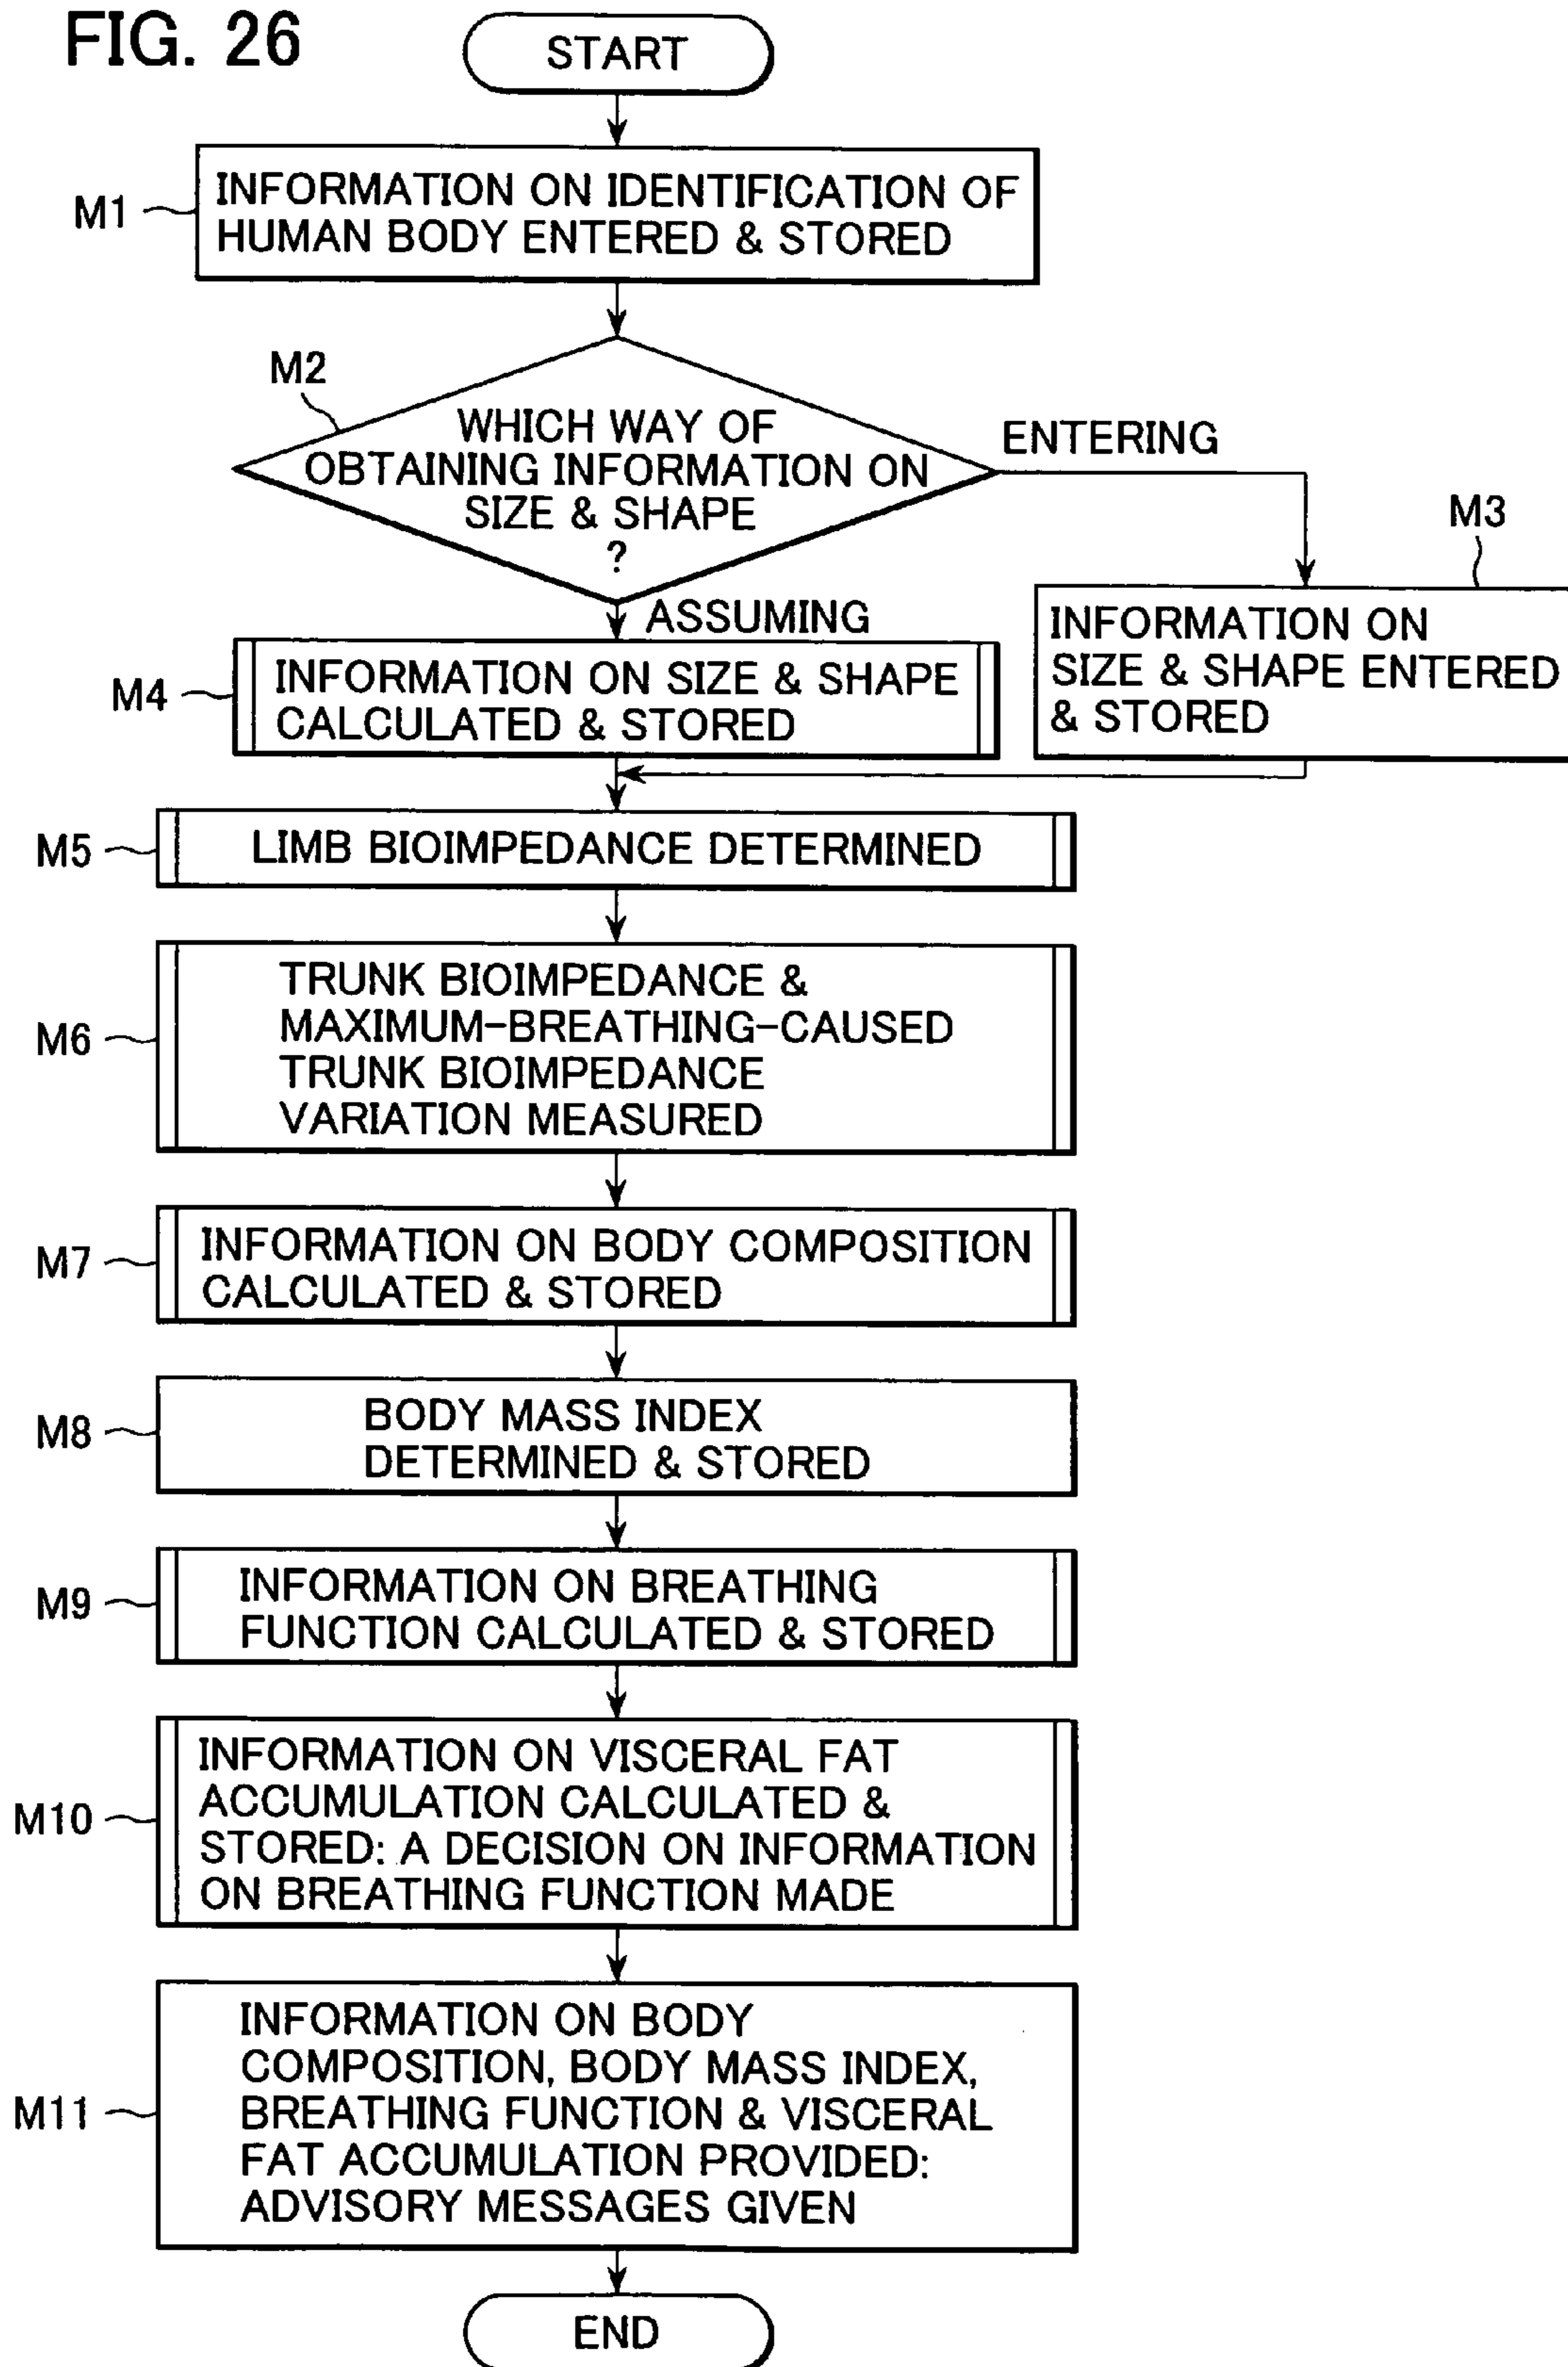 FIG. 26
START
M1
INFORMATION ON IDENTIFICATION OF
HUMAN BODY ENTERED & STORED
M2
WHICH WAY OF
OBTAINING INFORMATION ON
SIZE & SHAPE
?
ENTERING
M3
INFORMATION ON
SIZE & SHAPE ENTERED
& STORED
ASSUMING
M4
INFORMATION ON SIZE & SHAPE
CALCULATED & STORED
M5
LIMB BIOIMPEDANCE DETERMINED
M6
TRUNK BIOIMPEDANCE &
MAXIMUM-BREATHING-CAUSED
TRUNK BIOIMPEDANCE
VARIATION MEASURED
M7
INFORMATION ON BODY COMPOSITION
CALCULATED & STORED
M8
BODY MASS INDEX
DETERMINED & STORED
M9
INFORMATION ON BREATHING
FUNCTION CALCULATED & STORED
M10
INFORMATION ON VISCERAL FAT
ACCUMULATION CALCULATED &
STORED: A DECISION ON INFORMATION
ON BREATHING FUNCTION MADE
M11
INFORMATION ON BODY
COMPOSITION, BODY MASS INDEX,
BREATHING FUNCTION & VISCERAL
FAT ACCUMULATION PROVIDED:
ADVISORY MESSAGES GIVEN
END